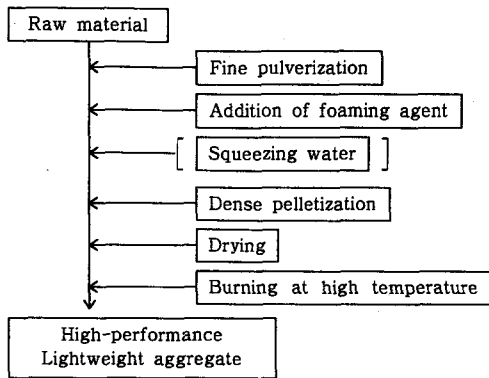 Raw material
Fine pulverization
Addition of foaming agent
[ Squeezing water ]
Dense pelletization
Drying
Burning at high temperature
High-performance
Lightweight aggregate